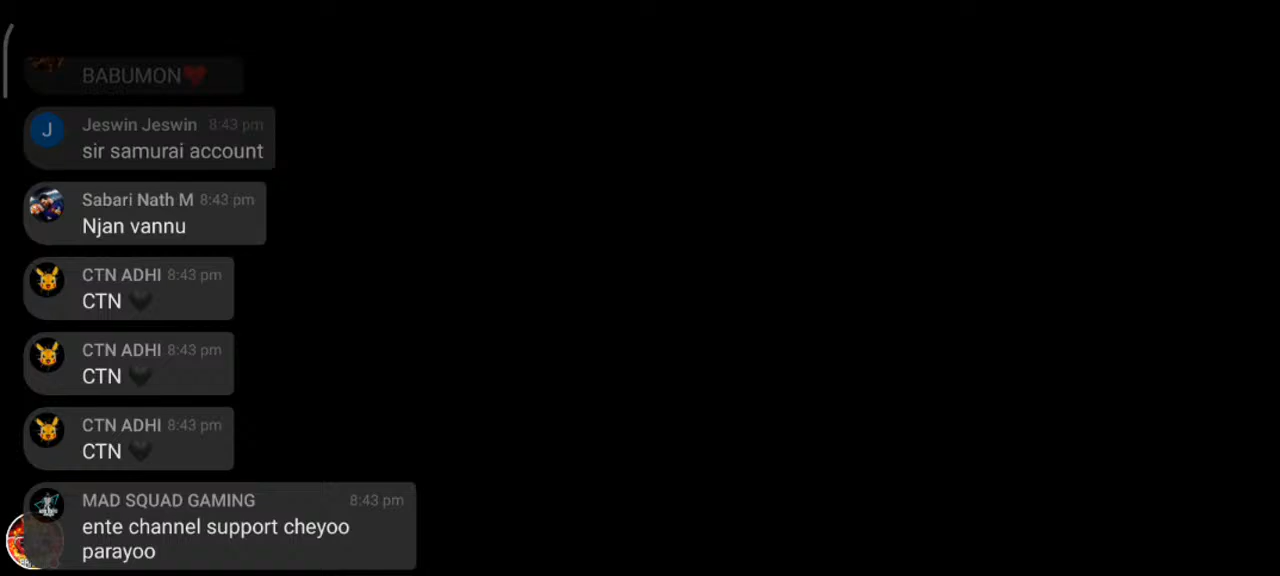 BABUMON❤️
J
Jeswin Jeswin 8:43 pm
sir samurai account
Sabari Nath M 8:43 pm
Njan vannu
CTN ADHI 8:43 pm
CTN 🖤
CTN ADHI 8:43 pm
CTN 🖤
CTN ADHI 8:43 pm
CTN 🖤
MAD SQUAD GAMING 8:43 pm
ente channel support cheyoo
parayoo